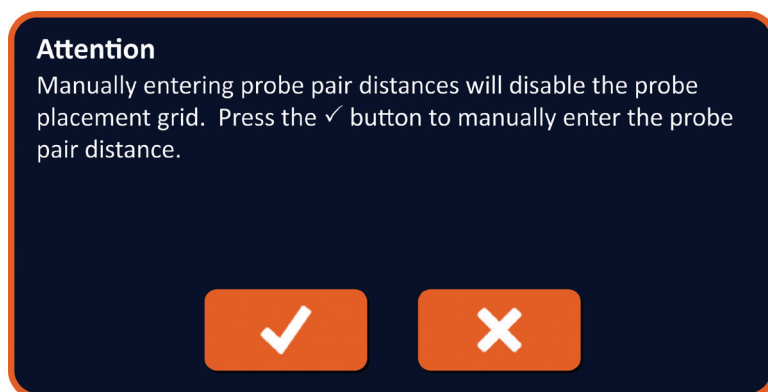 Attention
Manually entering probe pair distances will disable the probe
placement grid.  Press the ✓ button to manually enter the probe
pair distance.